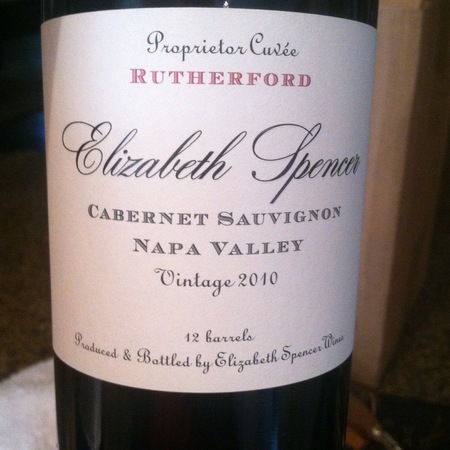 Proprietor Cuvée
RUTHERFORD
Elizabeth Spencer
CABERNET SAUVIGNON
NAPA VALLEY
Vintage 2010
12 barrels
Produced & Bottled by Elizabeth Spencer Wines